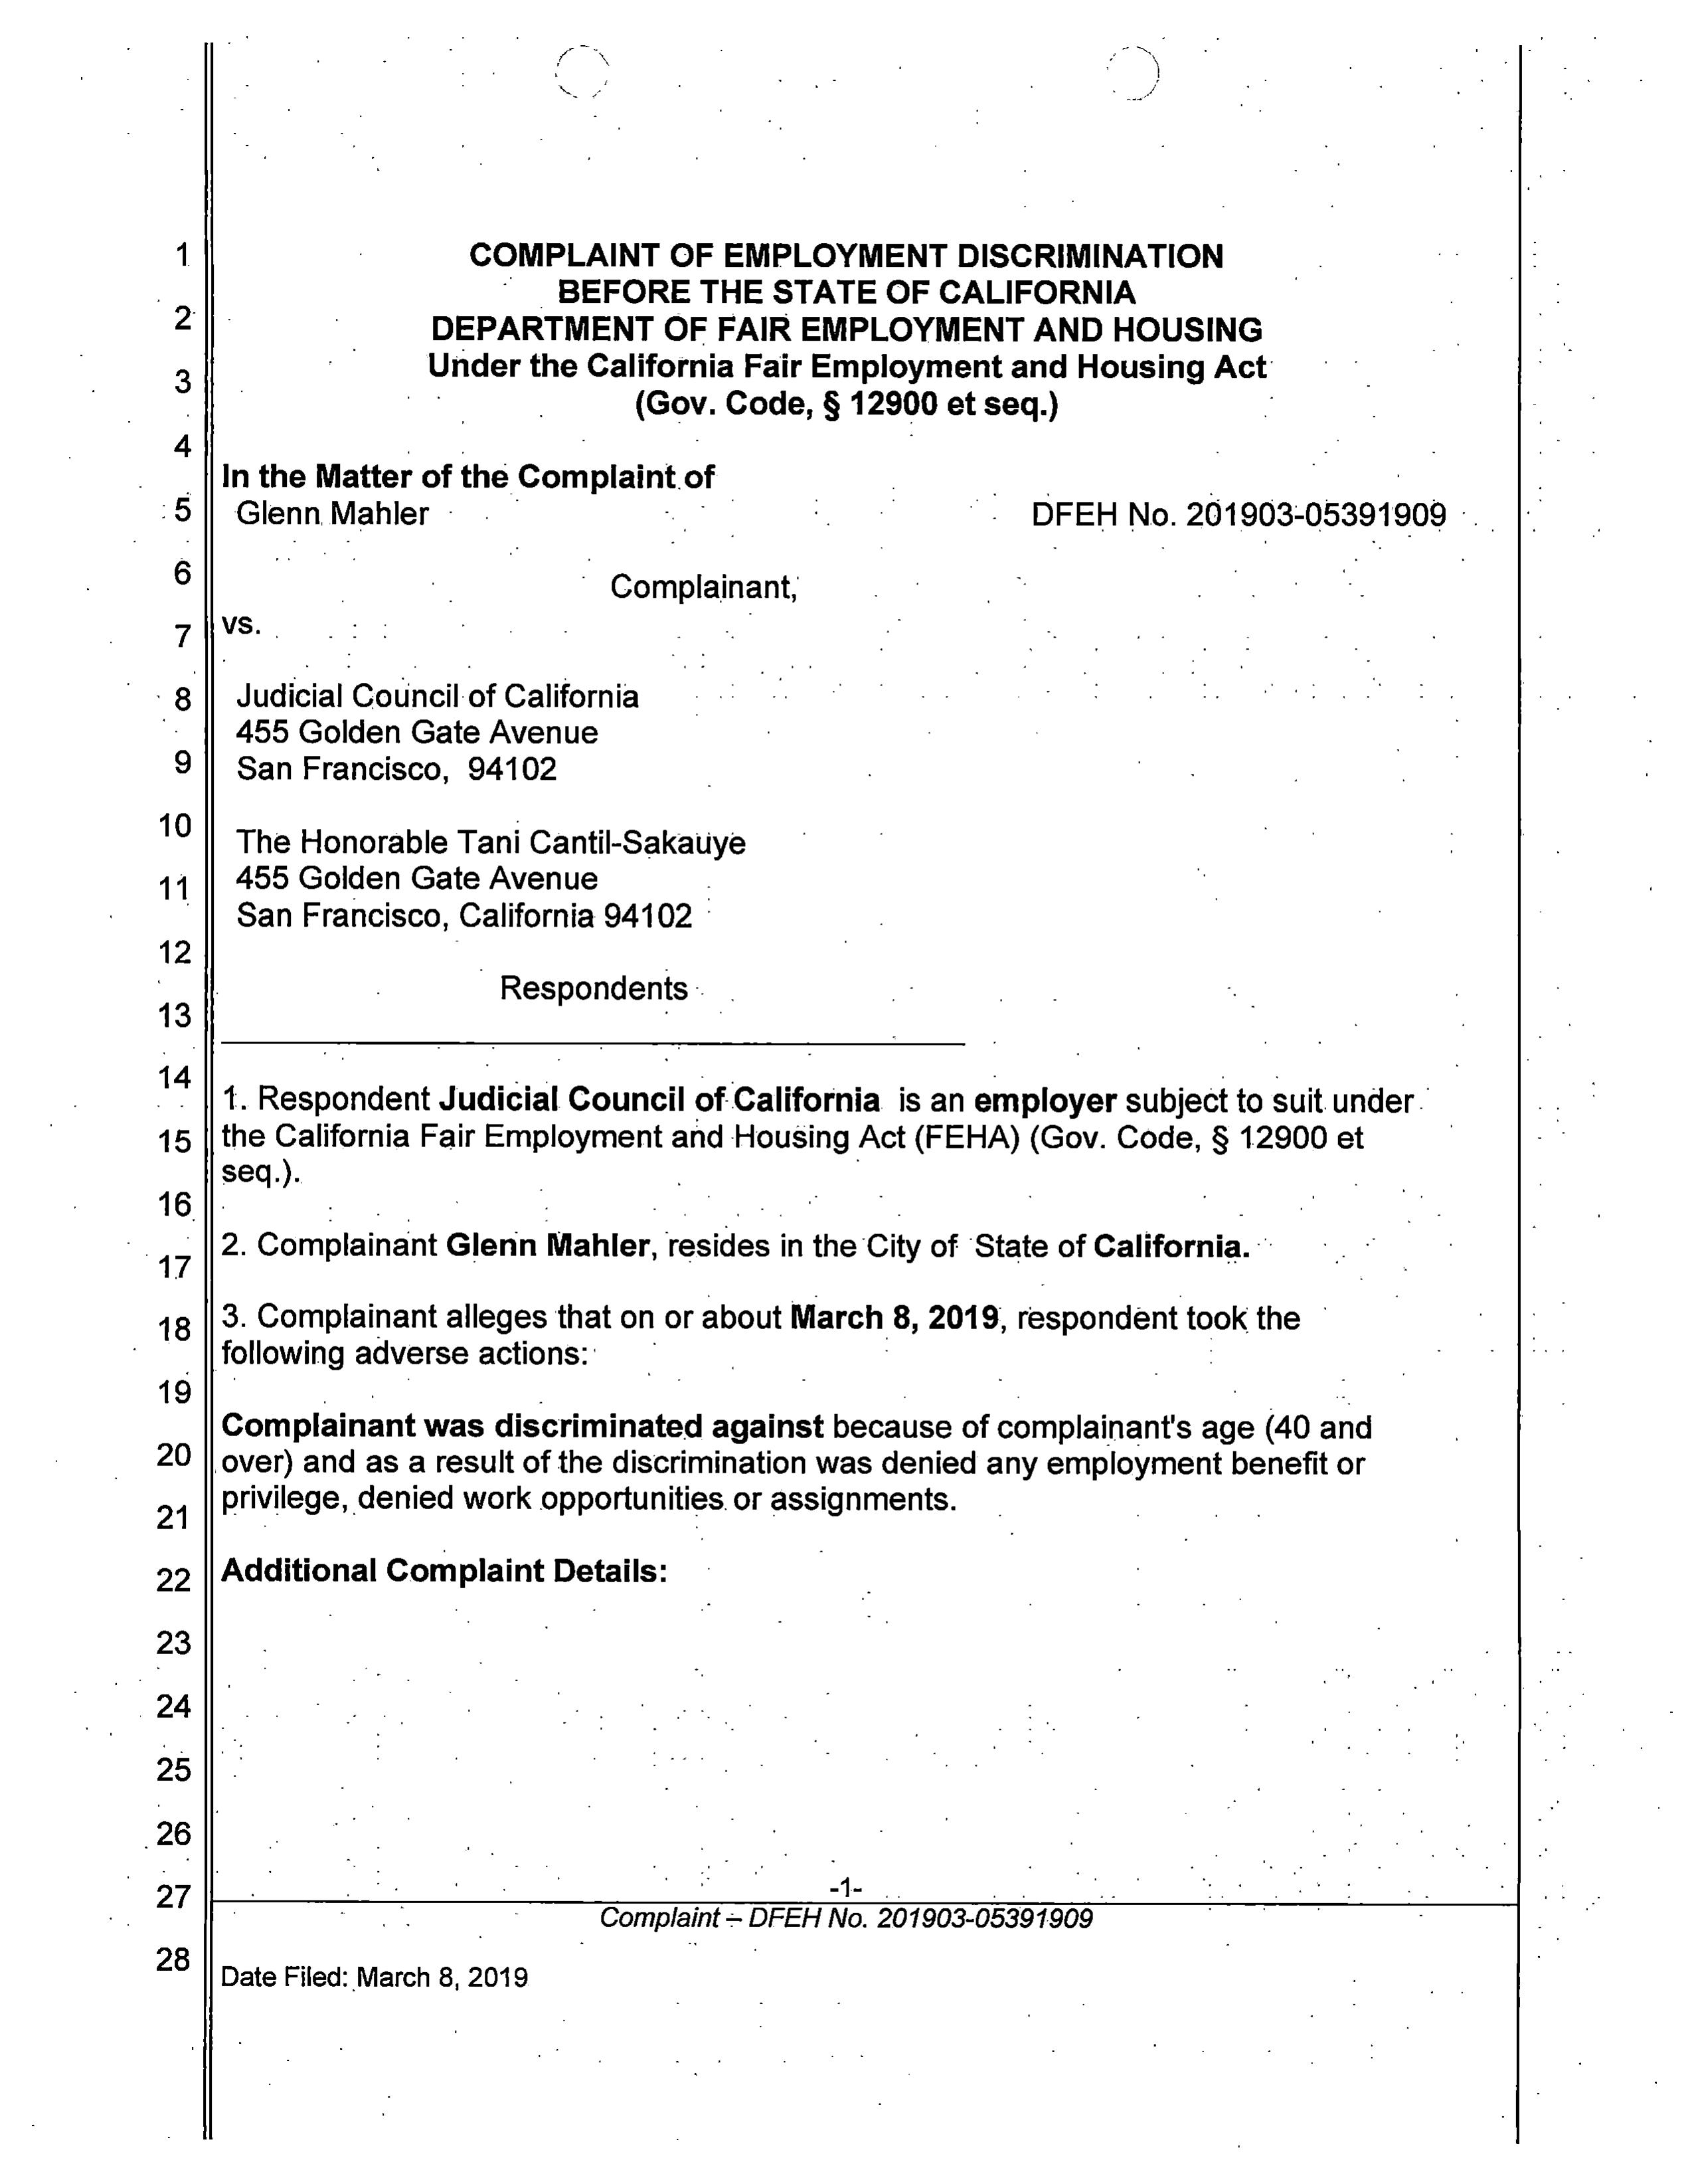 1 COMPLAINT OF EMPLOYMENT DISCRIMINATION
BEFORE THE STATE OF CALIFORNIA
2 DEPARTMENT OF FAIR EMPLOYMENT AND HOUSING
Under the California Fair Employment and Housing Act
3 (Gov. Code, § 12900 et seq.)
4
In the Matter of the Complaint of
5 Glenn Mahler DFEH No. 201903-05391909
6 Complainant,
7 vs.
8 Judicial Council of California
455 Golden Gate Avenue
9 San Francisco, 94102
10 The Honorable Tani Cantil-Sakauye
11 455 Golden Gate Avenue
San Francisco, California 94102
12
Respondents
13
14 1. Respondent Judicial Council of California is an employer subject to suit under
15 the California Fair Employment and Housing Act (FEHA) (Gov. Code, § 12900 et
seq.).
16
17 2. Complainant Glenn Mahler, resides in the City of State of California.
18 3. Complainant alleges that on or about March 8, 2019, respondent took the
following adverse actions:
19
Complainant was discriminated against because of complainant's age (40 and
20 over) and as a result of the discrimination was denied any employment benefit or
21 privilege, denied work opportunities or assignments.
22 Additional Complaint Details:
23
24
25
26
27 -1-
Complaint – DFEH No. 201903-05391909
28
Date Filed: March 8, 2019